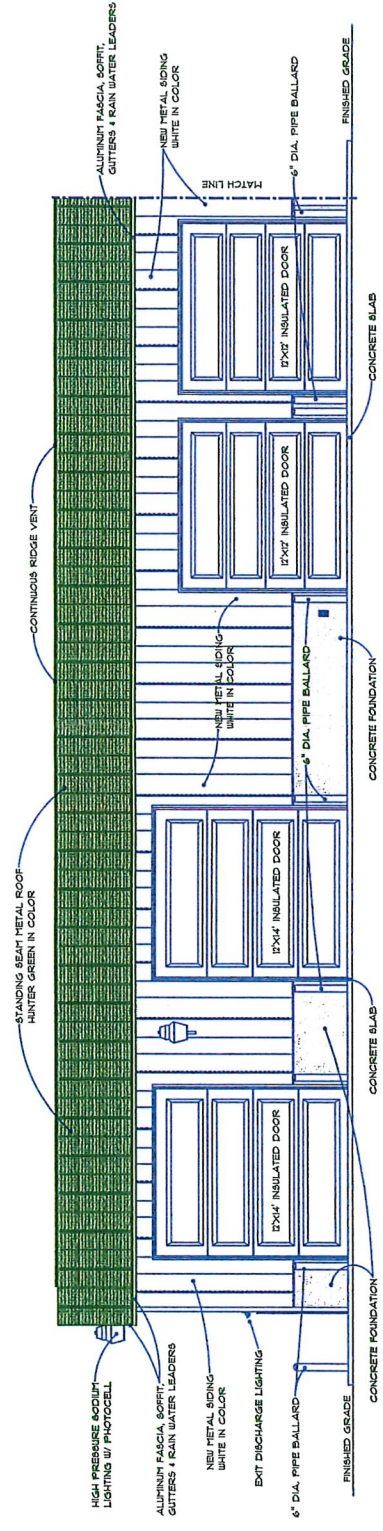 HIGH PRESSURE SODIUM
LIGHTING W/ PHOTOCELL
ALUMINUM FASCIA, SOFFIT,
GUTTERS & RAIN WATER LEADERS
NEW METAL SIDING
WHITE IN COLOR
EXIT DISCHARGE LIGHTING
6" DIA. PIPE BALLARD
FINISHED GRADE
STANDING SEAM METAL ROOF
HUNTER GREEN IN COLOR
CONTINUOUS RIDGE VENT
ALUMINUM FASCIA, SOFFIT,
GUTTERS & RAIN WATER LEADERS
NEW METAL SIDING
WHITE IN COLOR
MATCH LINE
6" DIA. PIPE BALLARD
FINISHED GRADE
12'X14' INSULATED DOOR
12'X14' INSULATED DOOR
NEW METAL SIDING
WHITE IN COLOR
12'X12' INSULATED DOOR
12'X12' INSULATED DOOR
6" DIA. PIPE BALLARD
CONCRETE FOUNDATION
CONCRETE SLAB
CONCRETE FOUNDATION
CONCRETE SLAB